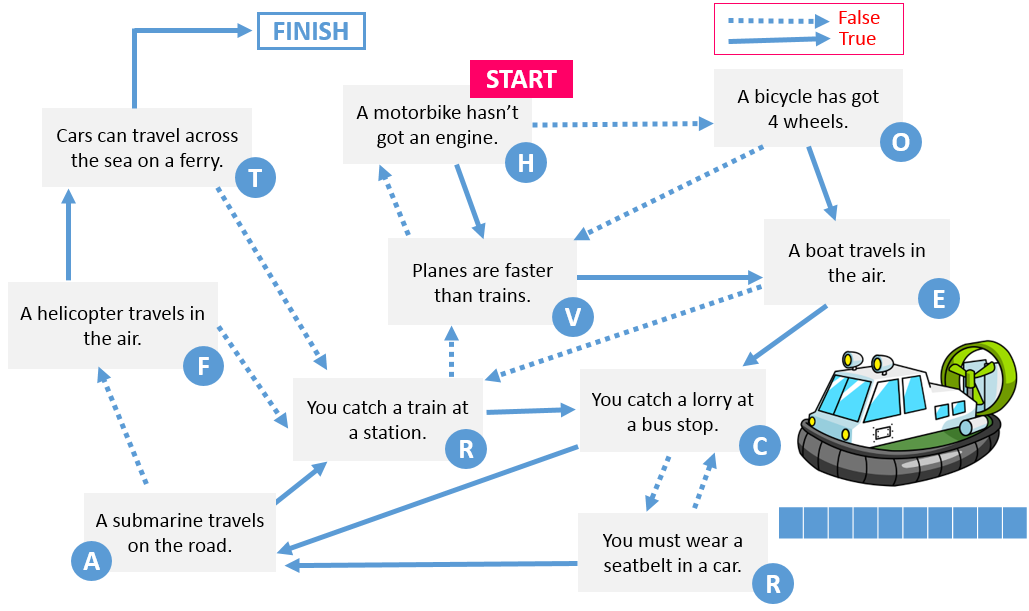 False
True
FINISH
START
A motorbike hasn't
got an engine.
H
A bicycle has got
4 wheels.
O
Cars can travel across
the sea on a ferry.
T
Planes are faster
than trains.
V
A boat travels in
the air.
E
A helicopter travels in
the air.
F
You catch a train at
a station.
R
You catch a lorry at
a bus stop.
C
A submarine travels
on the road.
A
You must wear a
seatbelt in a car.
R